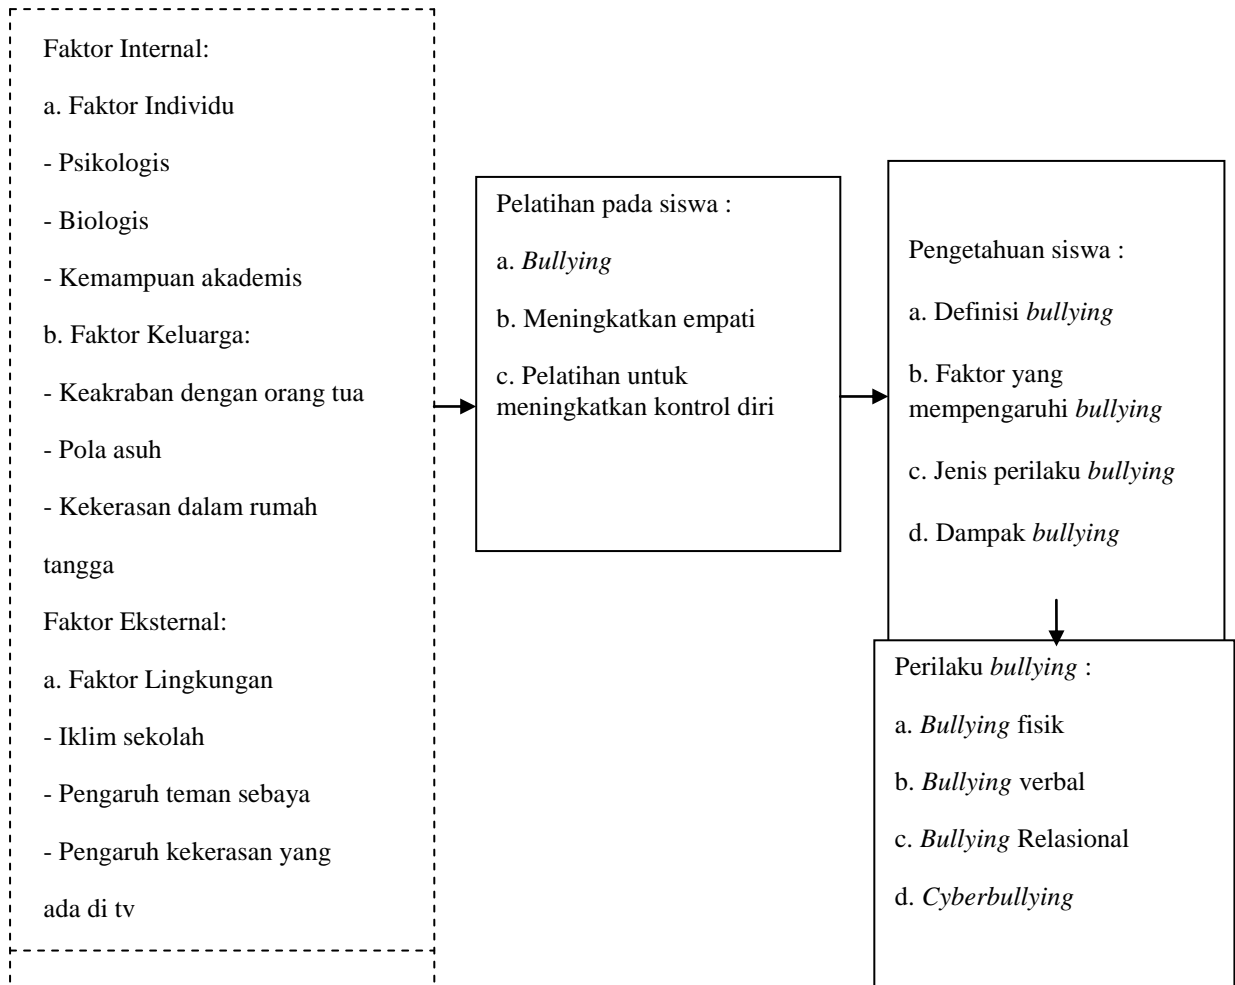 Faktor Internal:
a. Faktor Individu
- Psikologis
- Biologis
- Kemampuan akademis
b. Faktor Keluarga:
- Keakraban dengan orang tua
- Pola asuh
- Kekerasan dalam rumah
tangga
Faktor Eksternal:
a. Faktor Lingkungan
- Iklim sekolah
- Pengaruh teman sebaya
- Pengaruh kekerasan yang
ada di tv
Pelatihan pada siswa :
a. Bullying
b. Meningkatkan empati
c. Pelatihan untuk
meningkatkan kontrol diri
Pengetahuan siswa :
a. Definisi bullying
b. Faktor yang
mempengaruhi bullying
c. Jenis perilaku bullying
d. Dampak bullying
Perilaku bullying :
a. Bullying fisik
b. Bullying verbal
c. Bullying Relasional
d. Cyberbullying